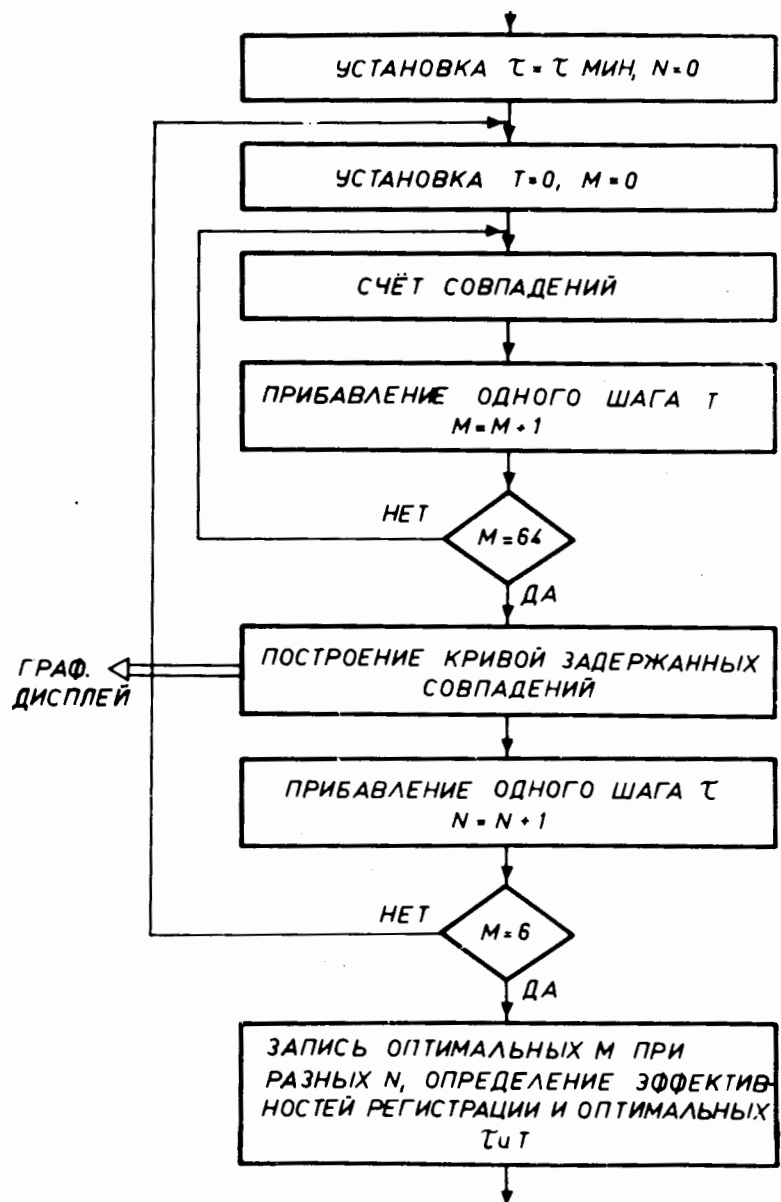 УСТАНОВКА τ = τ МИН, N=0
УСТАНОВКА T=0, M=0
СЧЁТ СОВПАДЕНИЙ
ПРИБАВЛЕНИЕ ОДНОГО ШАГА T
M=M+1
НЕТ
M=64
ДА
ГРАФ.
ДИСПЛЕЙ
ПОСТРОЕНИЕ КРИВОЙ ЗАДЕРЖАННЫХ
СОВПАДЕНИЙ
ПРИБАВЛЕНИЕ ОДНОГО ШАГА τ
N=N+1
НЕТ
M=6
ДА
ЗАПИСЬ ОПТИМАЛЬНЫХ M ПРИ
РАЗНЫХ N, ОПРЕДЕЛЕНИЕ ЭФФЕКТИВ-
НОСТЕЙ РЕГИСТРАЦИИ И ОПТИМАЛЬНЫХ
τ и T